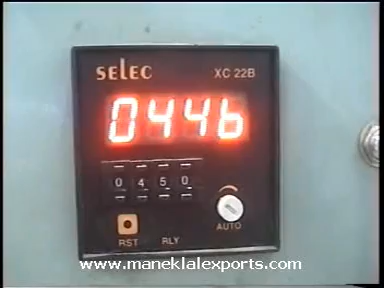 SELEC XC 22B
0446
0 4 5 0
AUTO
RST RLY
www.maneklalexports.com